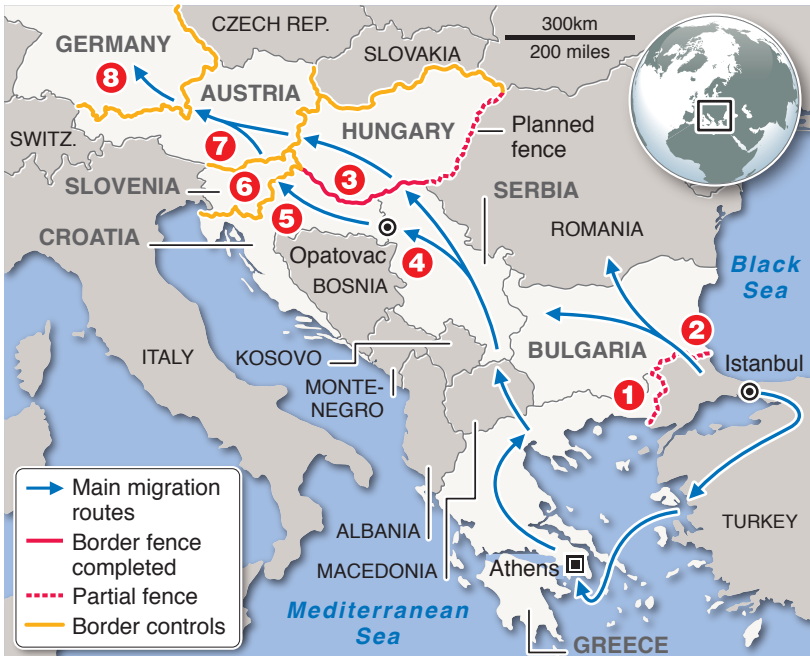 CZECH REP.
300km
200 miles
GERMANY
SLOVAKIA
8
AUSTRIA
HUNGARY
Planned
fence
SWITZ.
7
3
SERBIA
SLOVENIA
6
5
ROMANIA
CROATIA
4
Opatovac
BOSNIA
Black
Sea
2
ITALY
KOSOVO
BULGARIA
Istanbul
MONTE-
NEGRO
1
Main migration
routes
Border fence
completed
Partial fence
Border controls
ALBANIA
MACEDONIA
Athens
TURKEY
Mediterranean
Sea
GREECE